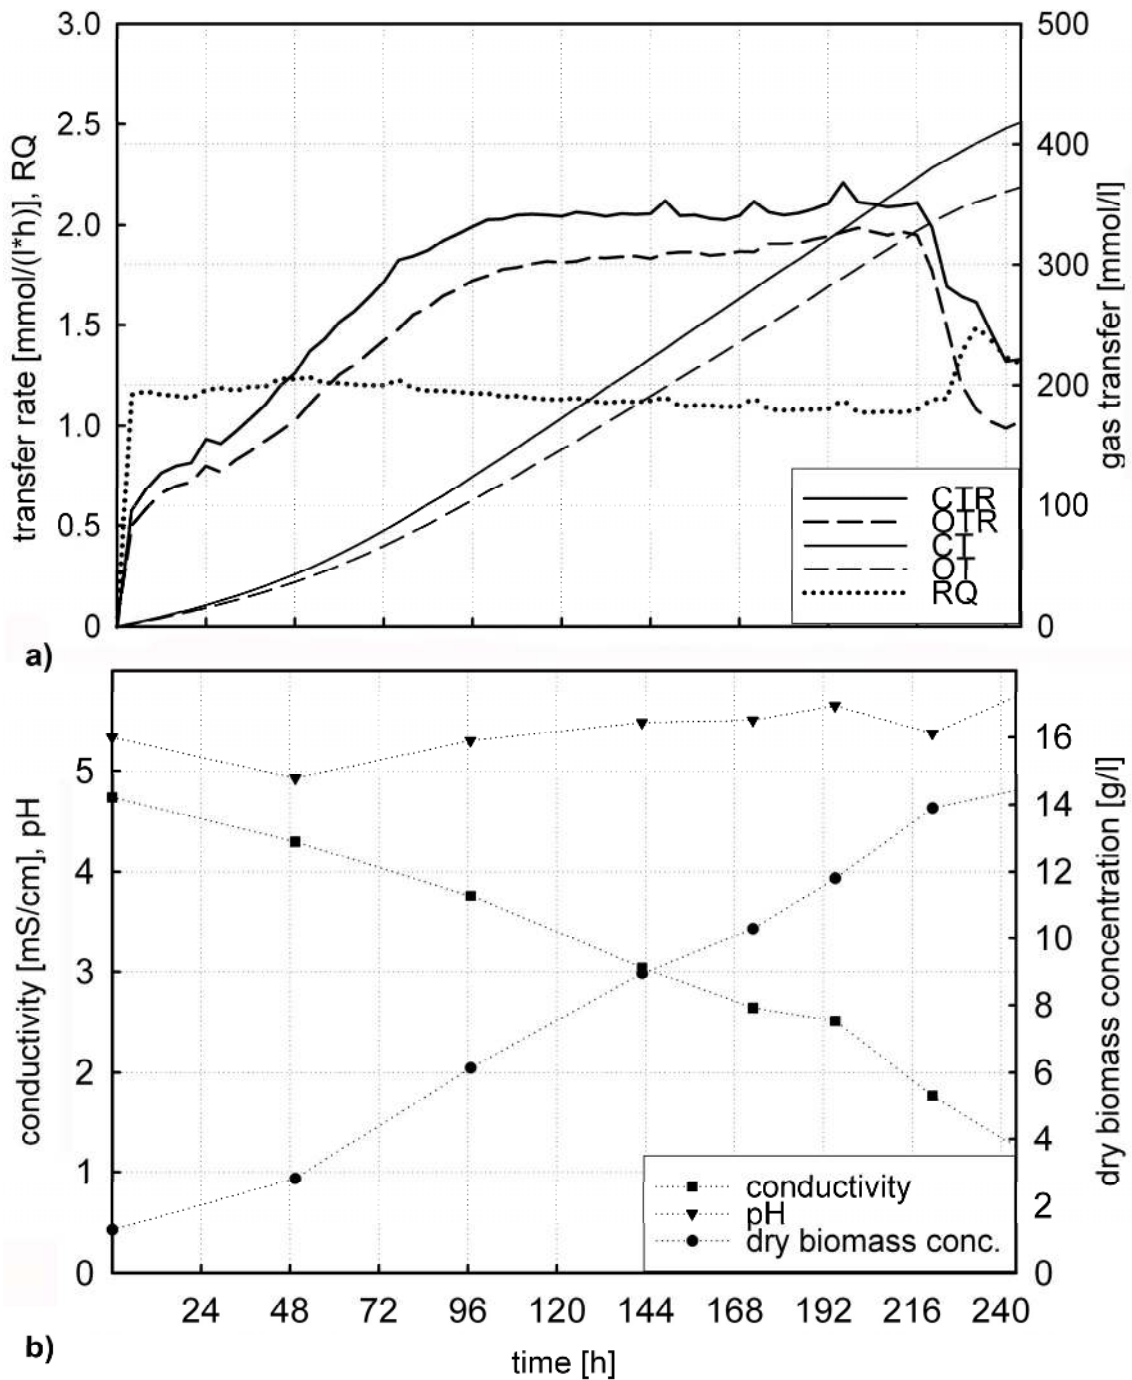 3.0
2.5
2.0
1.5
1.0
0.5
0
transfer rate [mmol/(l*h)], RQ
500
400
300
200
100
0
gas transfer [mmol/l]
CTR
OTR
CT
OT
RQ
a)
5
4
3
2
1
0
conductivity [mS/cm], pH
16
14
12
10
8
6
4
2
0
dry biomass concentration [g/l]
conductivity
pH
dry biomass conc.
24 48 72 96 120 144 168 192 216 240
b)
time [h]